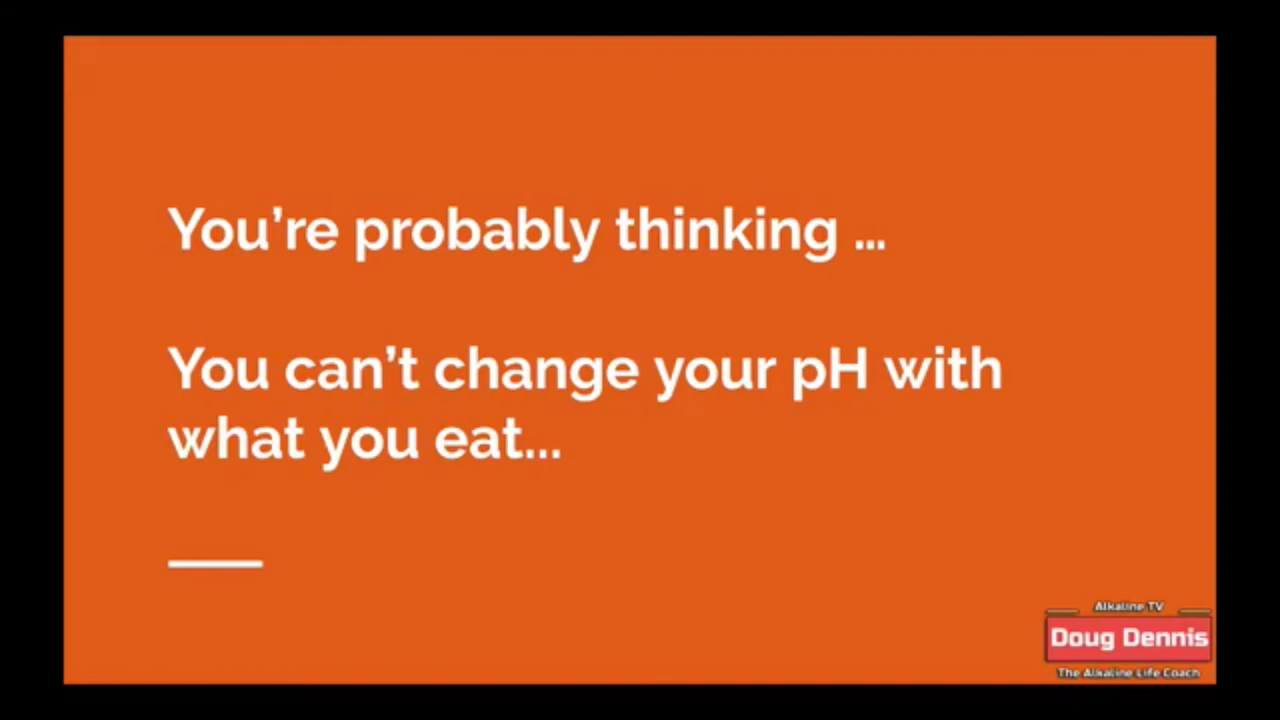 You're probably thinking ...
You can't change your pH with
what you eat...
Alkaline TV
Doug Dennis
The Alkaline Life Coach